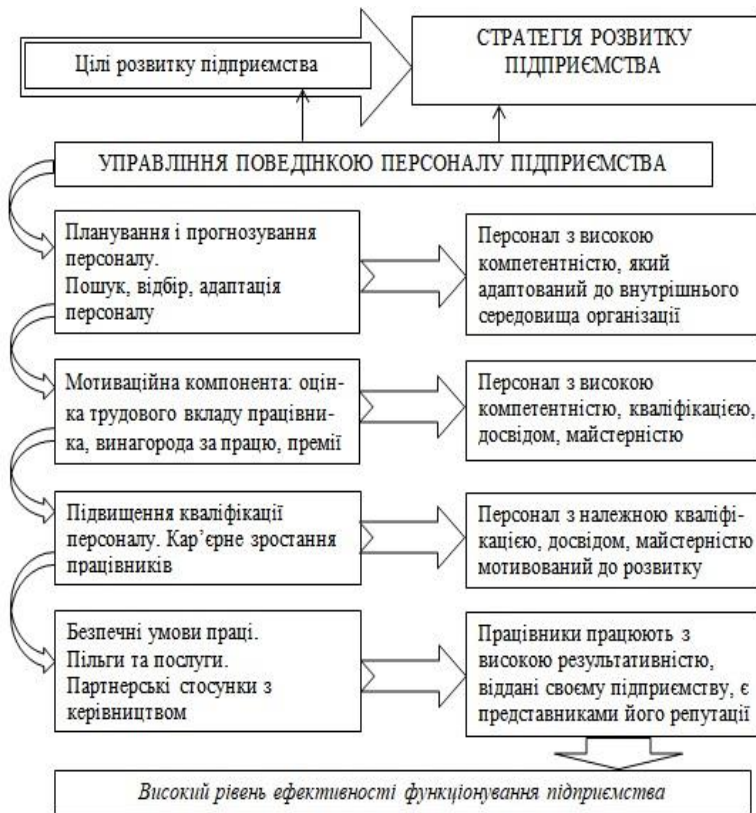 Цілі розвитку підприємства
СТРАТЕГІЯ РОЗВИТКУ
ПІДПРИЄМСТВА
УПРАВЛІННЯ ПОВЕДІНКОЮ ПЕРСОНАЛУ ПІДПРИЄМСТВА
Планування і прогнозування
персоналу.
Пошук, відбір, адаптація
персоналу
Персонал з високою
компетентністю, який
адаптований до внутрішнього
середовища організації
Мотиваційна компонента: оцін-
ка трудового вкладу працівни-
ка, винагорода за працю, премії
Персонал з високою
компетентністю, кваліфікацією,
досвідом, майстерністю
Підвищення кваліфікації
персоналу. Кар’єрне зростання
працівників
Персонал з належною кваліфі-
кацією, досвідом, майстерністю
мотивований до розвитку
Безпечні умови праці.
Пільги та послуги.
Партнерські стосунки з
керівництвом
Працівники працюють з
високою результативністю,
віддані своєму підприємству, є
представниками його репутації
Високий рівень ефективності функціонування підприємства